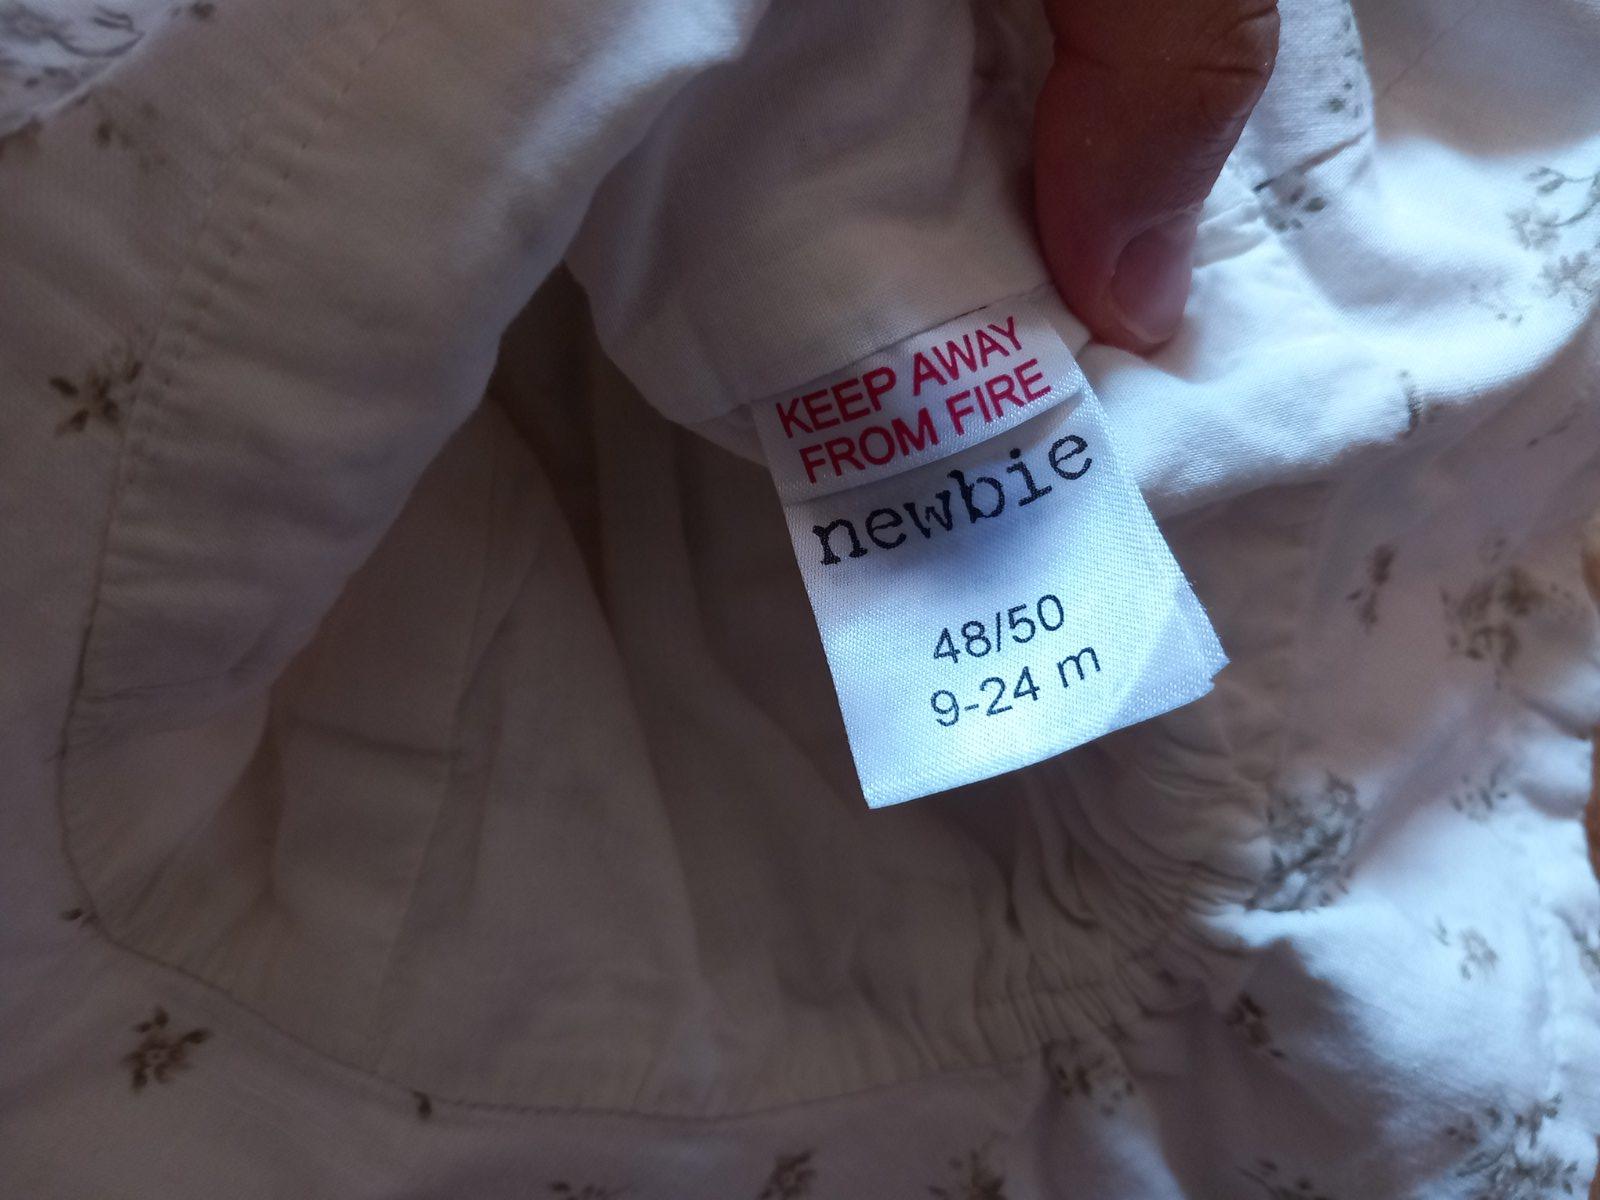 KEEP AWAY
FROM FIRE
newbie
48/50
9-24 m